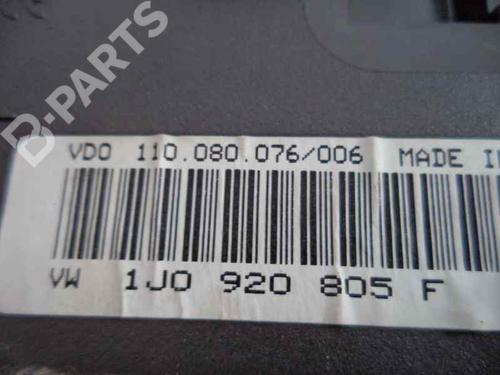 B-PARTS
VDO 110.080.076/006 MADE I
VW 1J0 920 805 F